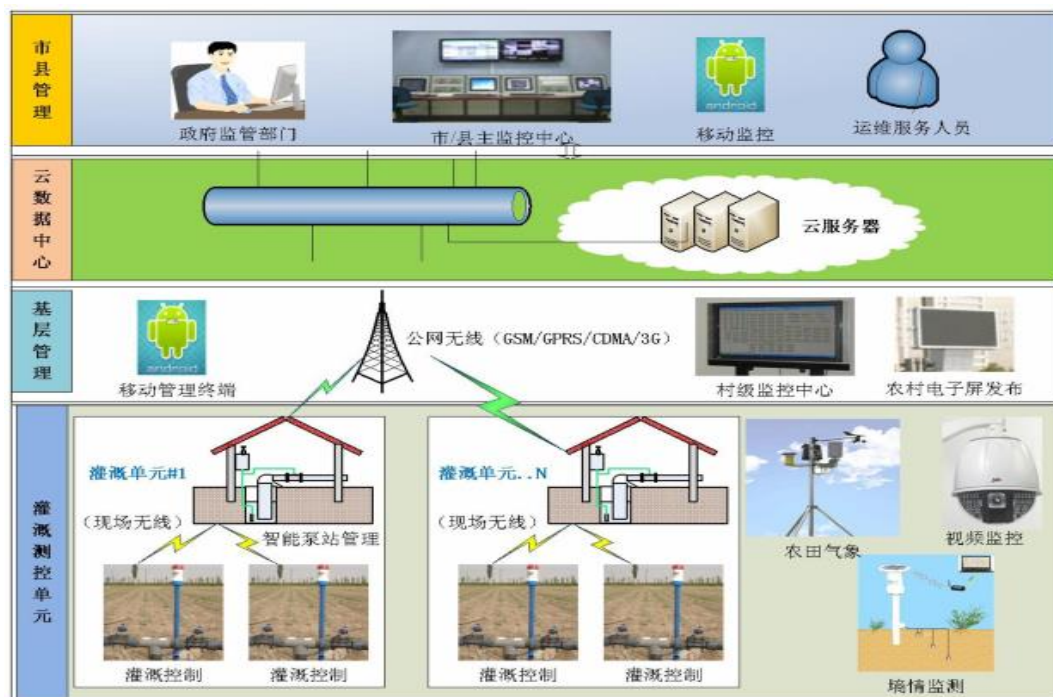 市县管理
政府监管部门
市/县主监控中心
android
移动监控
运维服务人员
云数据中心
云服务器
基层管理
android
移动管理终端
公网无线（GSM/GPRS/CDMA/3G）
村级监控中心
农村电子屏发布
灌溉测控单元
灌溉单元#1
（现场无线）
智能泵站管理
灌溉控制
灌溉控制
灌溉单元..N
（现场无线）
灌溉控制
灌溉控制
农田气象
视频监控
墒情监测